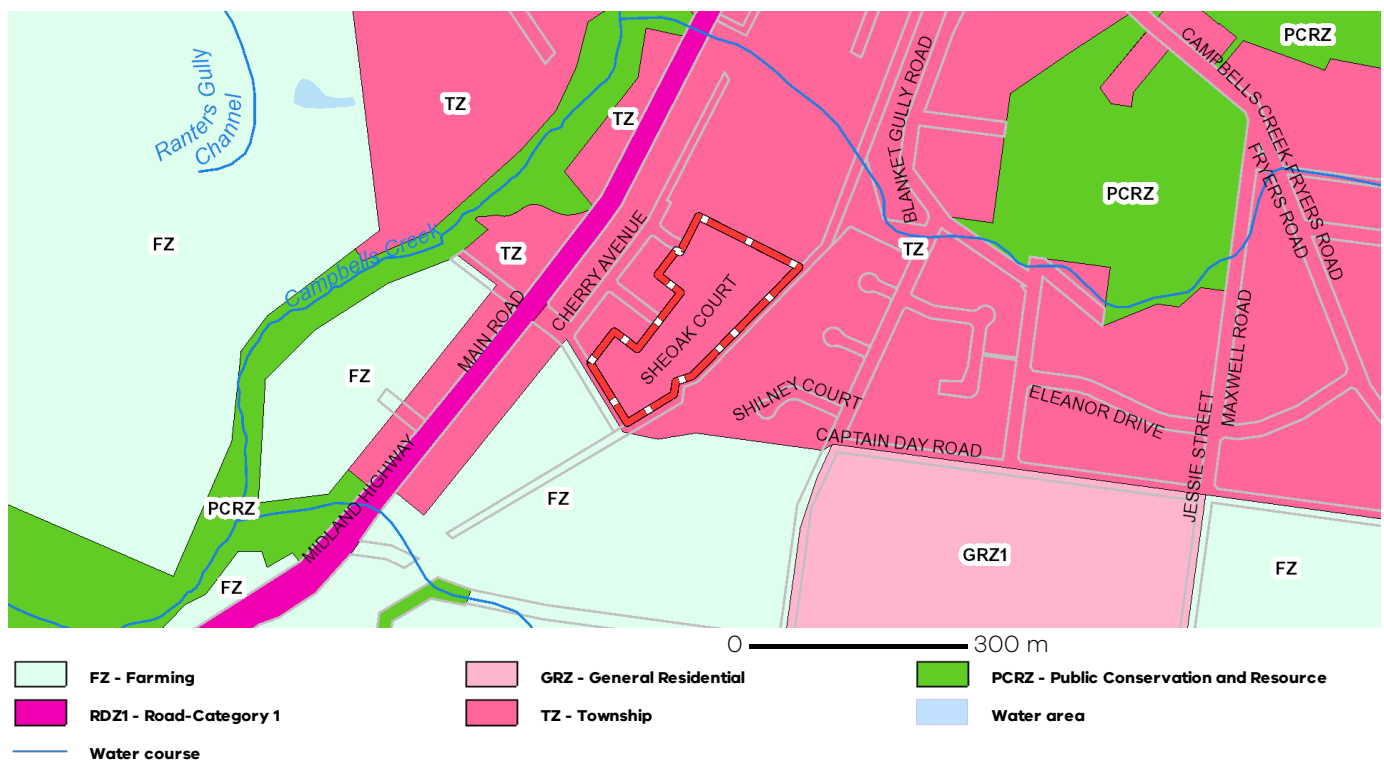 PCRZ
CAMPBELLS CREEK-FRYERS ROAD
Ranters Gully
Channel
TZ
TZ
BLANKET GULLY ROAD
FRYERS ROAD
PCRZ
FZ
Campbells Creek
TZ
CHERRY AVENUE
TZ
MAIN ROAD
SHEOAK COURT
MAXWELL ROAD
FZ
SHILNEY COURT
ELEANOR DRIVE
CAPTAIN DAY ROAD
JESSIE STREET
MIDLAND HIGHWAY
FZ
PCRZ
GRZ1
FZ
FZ
0 300 m
FZ - Farming
GRZ - General Residential
PCRZ - Public Conservation and Resource
RDZ1 - Road-Category 1
TZ - Township
Water area
Water course